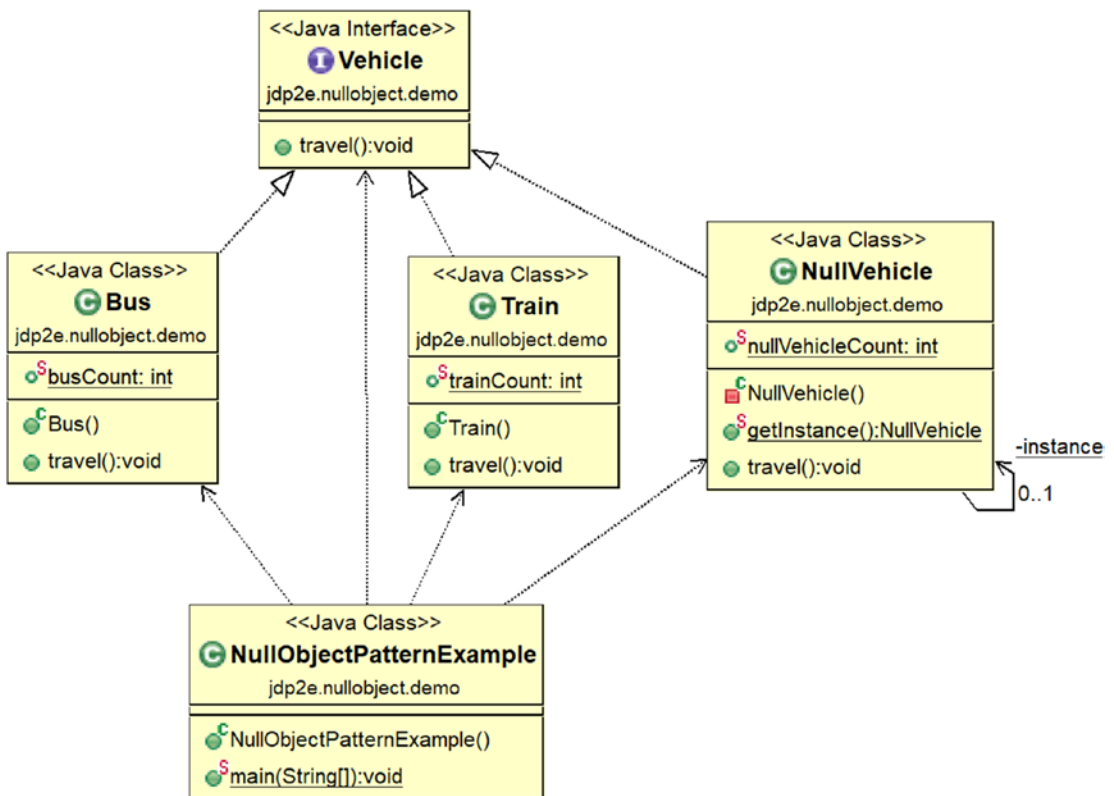 <<Java Interface>>
I Vehicle
jdp2e.nullobject.demo
travel():void
<<Java Class>>
C Bus
jdp2e.nullobject.demo
S busCount: int
C Bus()
travel():void
<<Java Class>>
C Train
jdp2e.nullobject.demo
S trainCount: int
C Train()
travel():void
<<Java Class>>
C NullVehicle
jdp2e.nullobject.demo
S nullVehicleCount: int
C NullVehicle()
S getInstance():NullVehicle
travel():void
-instance
0..1
<<Java Class>>
C NullObjectPatternExample
jdp2e.nullobject.demo
C NullObjectPatternExample()
S main(String[]):void